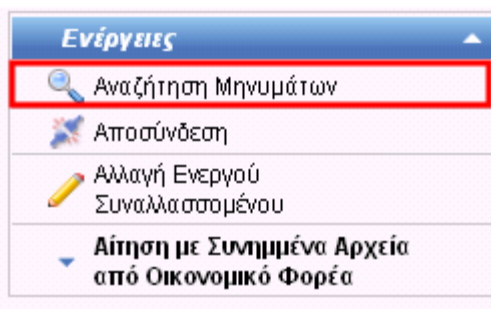 Ενέργειες
Αναζήτηση Μηνυμάτων
Αποσύνδεση
Αλλαγή Ενεργού
Συναλλασσομένου
Αίτηση με Συνημμένα Αρχεία
από Οικονομικό Φορέα